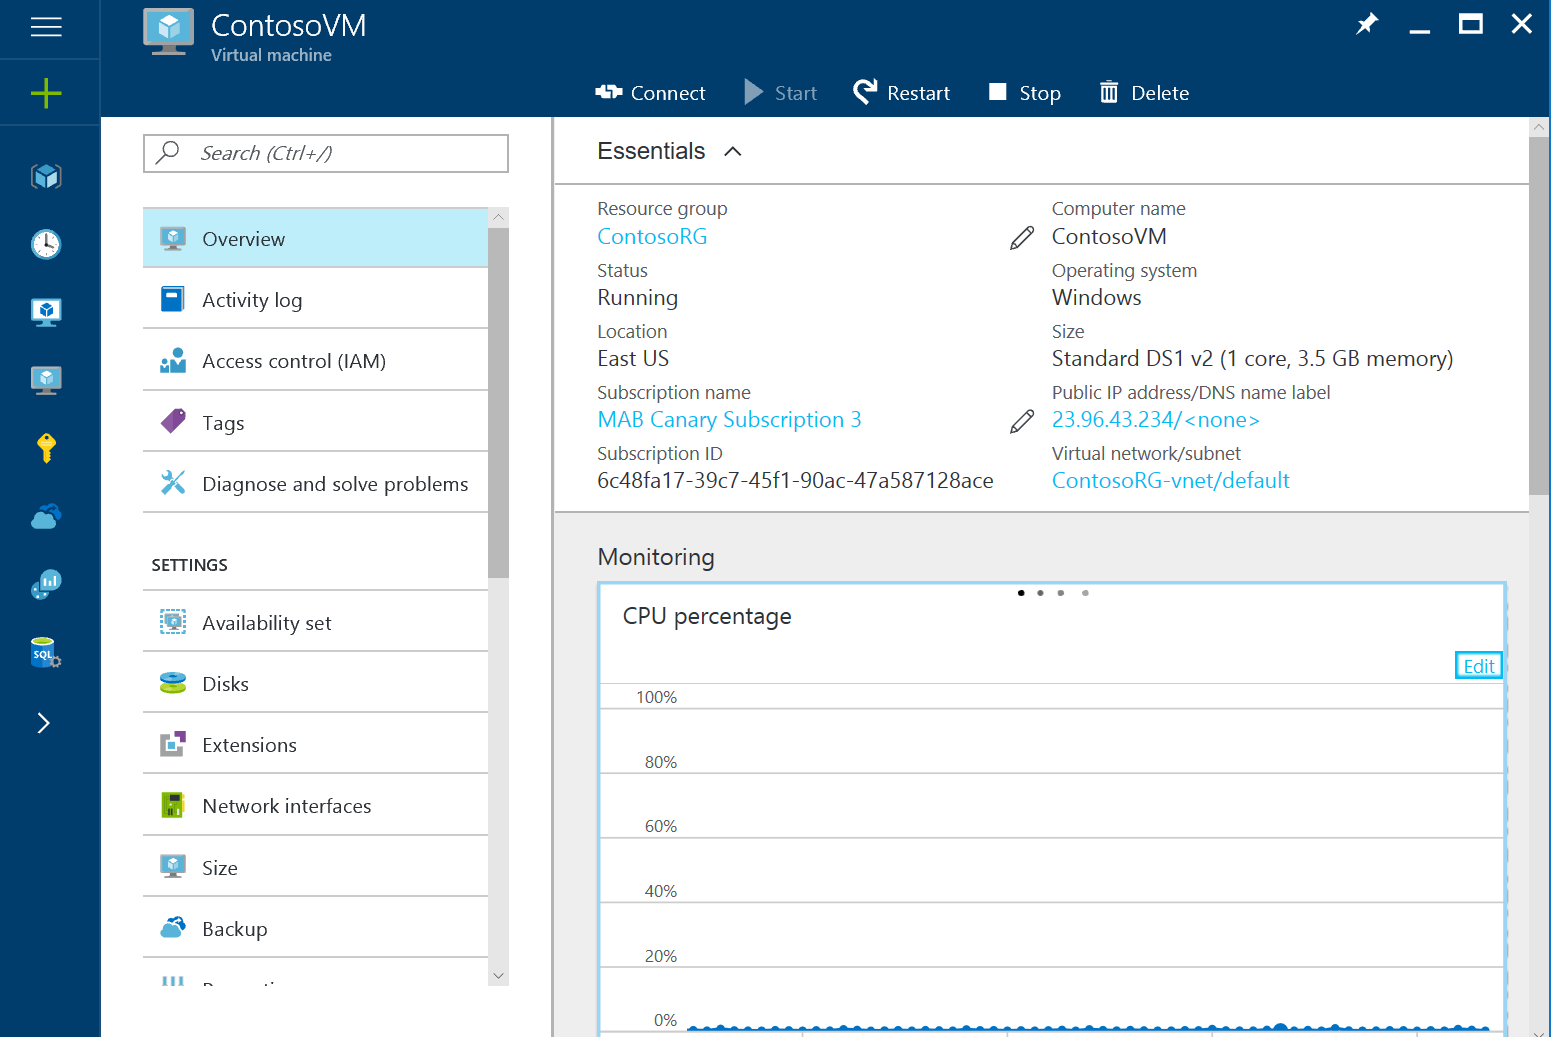 ContosoVM
Virtual machine
Connect
Start
Restart
Stop
Delete
Search (Ctrl+/)
Overview
Activity log
Access control (IAM)
Tags
Diagnose and solve problems
SETTINGS
Availability set
Disks
Extensions
Network interfaces
Size
Backup
SQL
Essentials
Resource group
ContosoRG
Status
Running
Location
East US
Subscription name
MAB Canary Subscription 3
Subscription ID
6c48fa17-39c7-45f1-90ac-47a587128ace
Computer name
ContosoVM
Operating system
Windows
Size
Standard DS1 v2 (1 core, 3.5 GB memory)
Public IP address/DNS name label
23.96.43.234/<none>
Virtual network/subnet
ContosoRG-vnet/default
Monitoring
CPU percentage
Edit
100%
80%
60%
40%
20%
0%